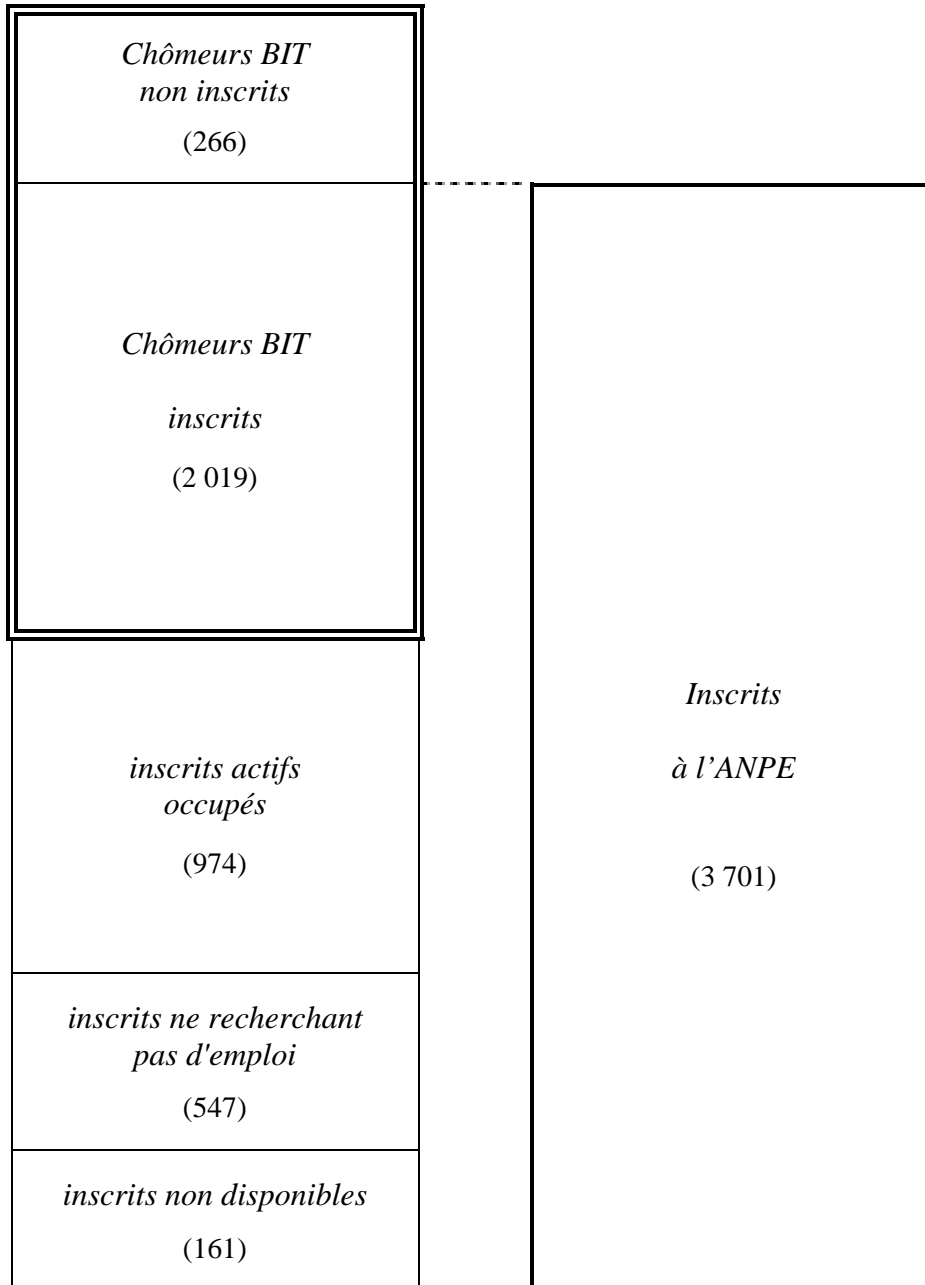 Chômeurs BIT
non inscrits
(266)
Chômeurs BIT
inscrits
(2 019)
inscrits actifs
occupés
(974)
inscrits ne recherchant
pas d'emploi
(547)
inscrits non disponibles
(161)
Inscrits
à l’ANPE
(3 701)